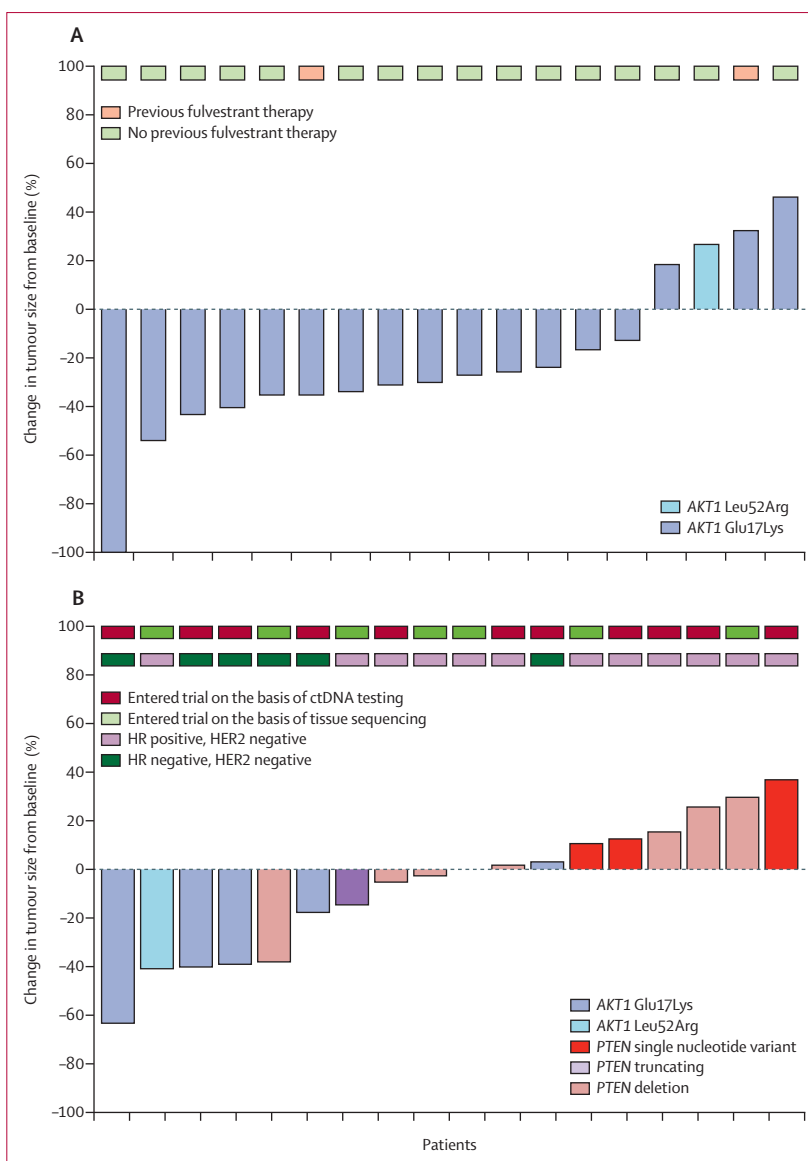 A
100
80
60
40
20
0
–20
–40
–60
–80
–100
Change in tumour size from baseline (%)
Previous fulvestrant therapy
No previous fulvestrant therapy
AKT1 Leu52Arg
AKT1 Glu17Lys
B
100
80
60
40
20
0
–20
–40
–60
–80
–100
Change in tumour size from baseline (%)
Entered trial on the basis of ctDNA testing
Entered trial on the basis of tissue sequencing
HR positive, HER2 negative
HR negative, HER2 negative
AKT1 Glu17Lys
AKT1 Leu52Arg
PTEN single nucleotide variant
PTEN truncating
PTEN deletion
Patients